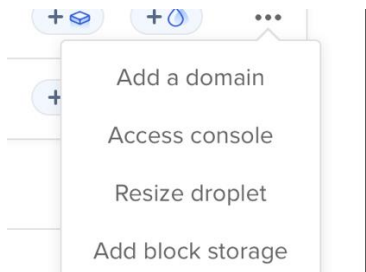 Add a domain
Access console
Resize droplet
Add block storage